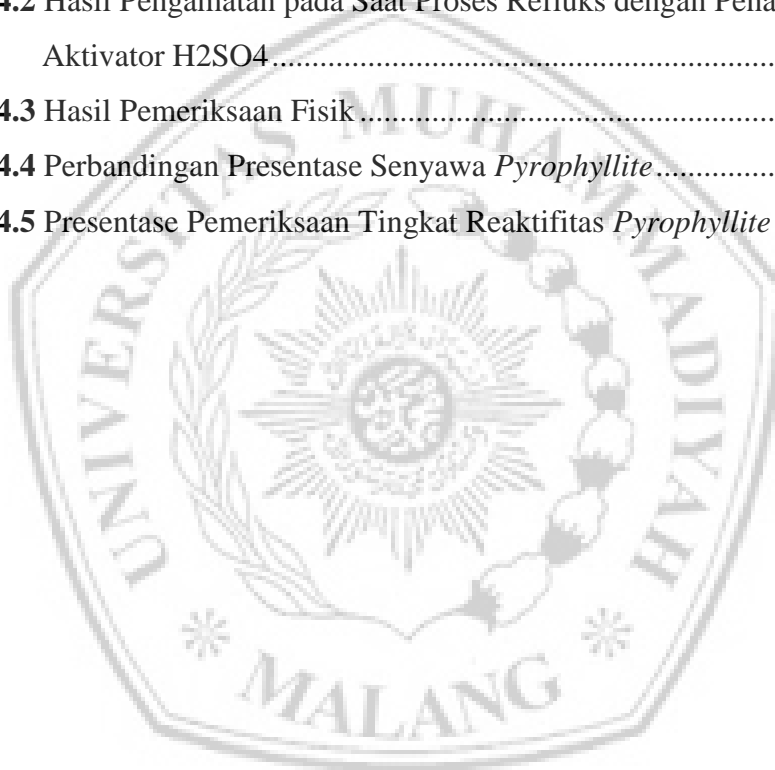 4.2 Hasil Pengamatan pada Saat Proses Refluks dengan
Aktivator H2SO4......................................................................
4.3 Hasil Pemeriksaan Fisik..........................................................
4.4 Perbandingan Presentase Senyawa Pyrophyllite...............
4.5 Presentase Pemeriksaan Tingkat Reaktifitas Pyrophyllite
UNIVERSITAS MUHAMMADIYAH
MALANG